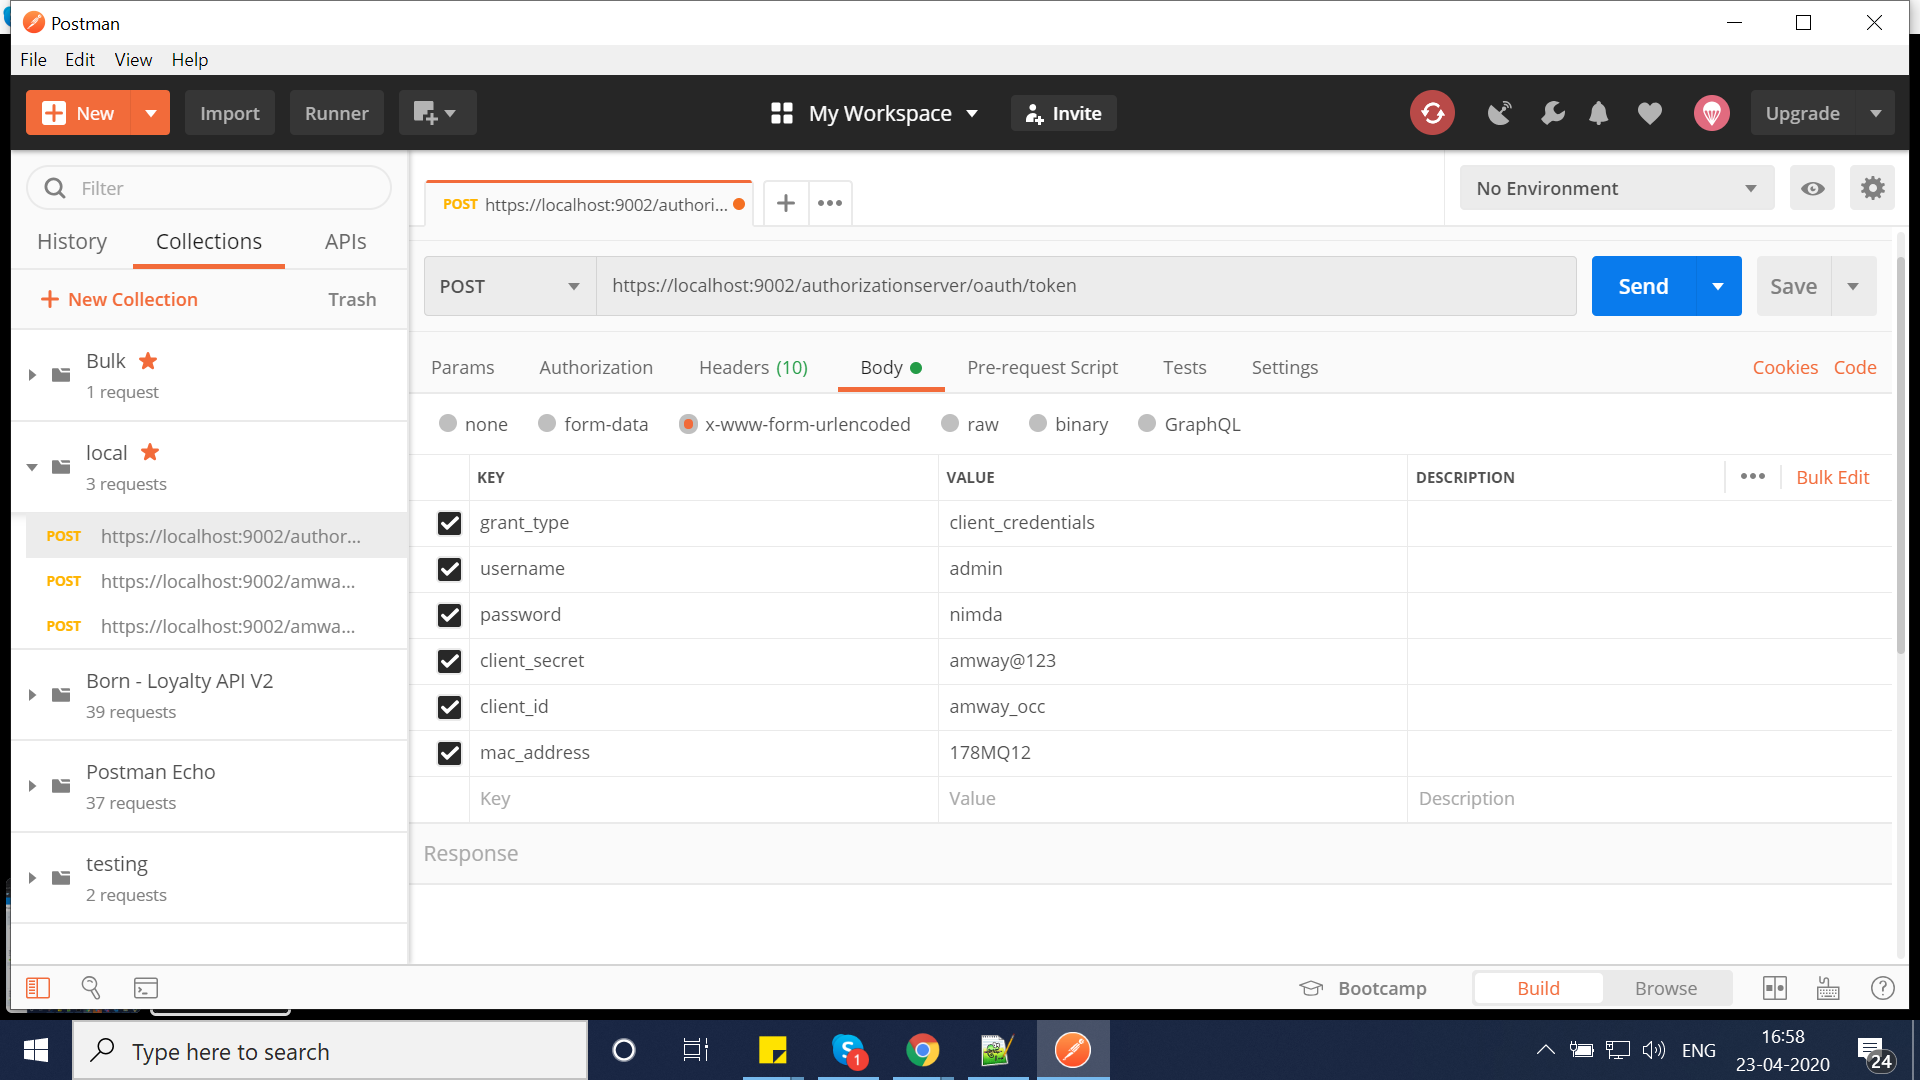 Postman
File Edit View Help
New Import Runner My Workspace Invite Upgrade
Filter
History Collections APIs
New Collection Trash
Bulk
1 request
local
3 requests
POST https://localhost:9002/author...
POST https://localhost:9002/amwa...
POST https://localhost:9002/amwa...
Born - Loyalty API V2
39 requests
Postman Echo
37 requests
testing
2 requests
POST https://localhost:9002/authori...
No Environment
POST https://localhost:9002/authorizationserver/oauth/token Send Save
Params Authorization Headers (10) Body Pre-request Script Tests Settings Cookies Code
none form-data x-www-form-urlencoded raw binary GraphQL
KEY VALUE DESCRIPTION Bulk Edit
grant_type client_credentials
username admin
password nimda
client_secret amway@123
client_id amway_occ
mac_address 178MQ12
Key Value Description
Response
Bootcamp Build Browse
Type here to search
1
ENG
16:58
23-04-2020
24